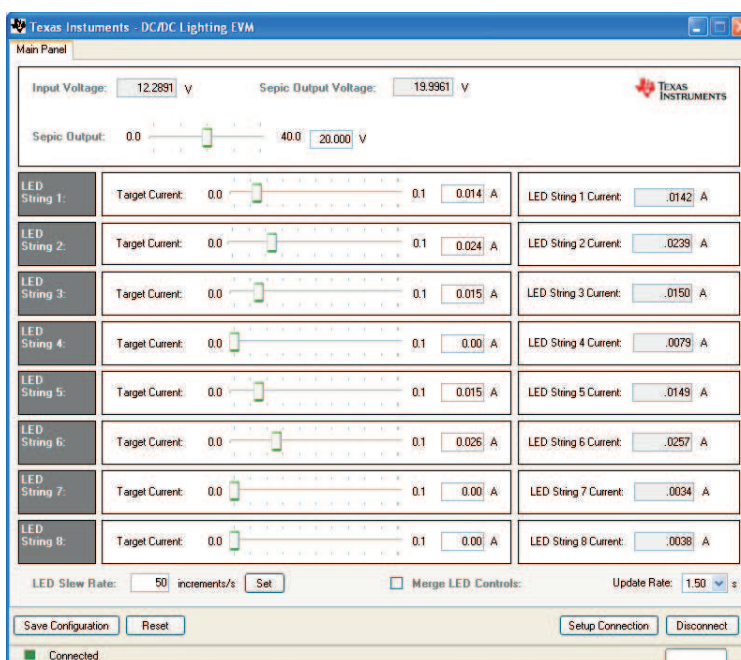 Texas Instuments - DC/DC Lighting EVM
Main Panel
Input Voltage: 12.2891 V Sepic Output Voltage: 19.9961 V
TEXAS
INSTRUMENTS
Sepic Output: 0.0 40.0 20.000 V
LED
String 1: Target Current: 0.0 0.1 0.014 A LED String 1 Current: .0142 A
LED
String 2: Target Current: 0.0 0.1 0.024 A LED String 2 Current: .0239 A
LED
String 3: Target Current: 0.0 0.1 0.015 A LED String 3 Current: .0150 A
LED
String 4: Target Current: 0.0 0.1 0.00 A LED String 4 Current: .0079 A
LED
String 5: Target Current: 0.0 0.1 0.015 A LED String 5 Current: .0149 A
LED
String 6: Target Current: 0.0 0.1 0.026 A LED String 6 Current: .0257 A
LED
String 7: Target Current: 0.0 0.1 0.00 A LED String 7 Current: .0034 A
LED
String 8: Target Current: 0.0 0.1 0.00 A LED String 8 Current: .0038 A
LED Slew Rate: 50 increments/s Set Merge LED Controls: Update Rate: 1.50 s
Save Configuration Reset Setup Connection Disconnect
Connected